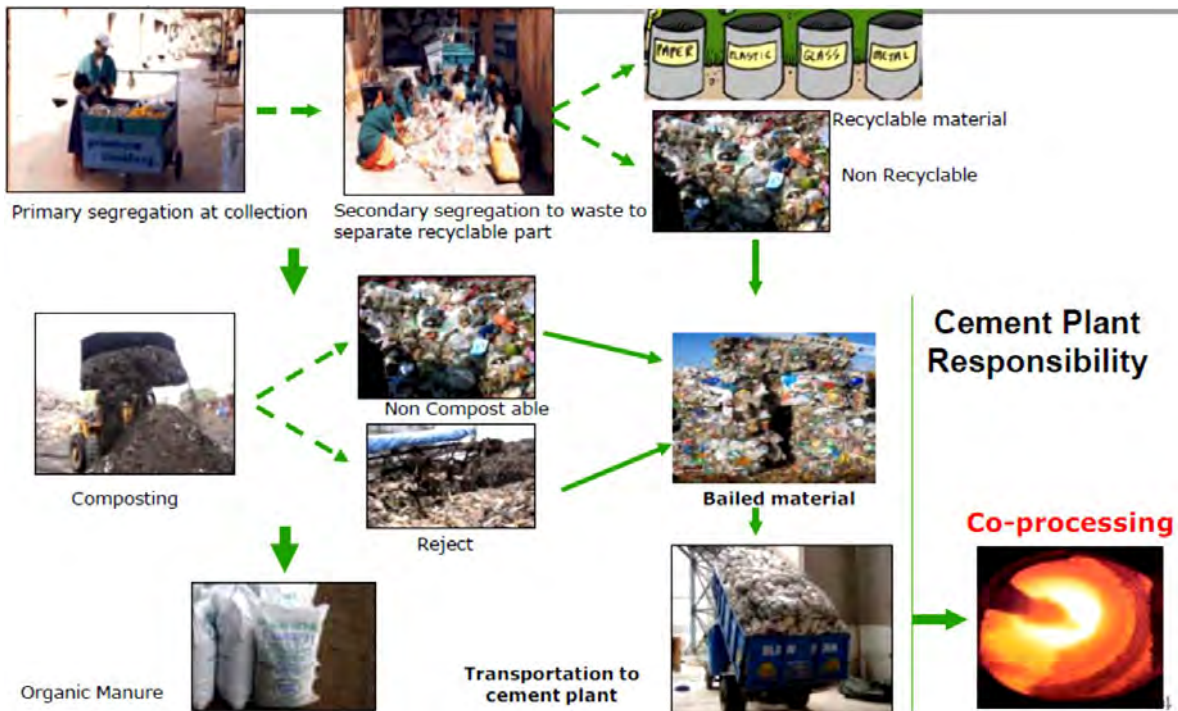 PAPER
PLASTIC
GLASS
METAL
Recyclable material
Non Recyclable
Primary segregation at collection
Secondary segregation to waste to
separate recyclable part
Cement Plant
Responsibility
Non Compost able
Composting
Reject
Bailed material
Co-processing
Organic Manure
Transportation to
cement plant